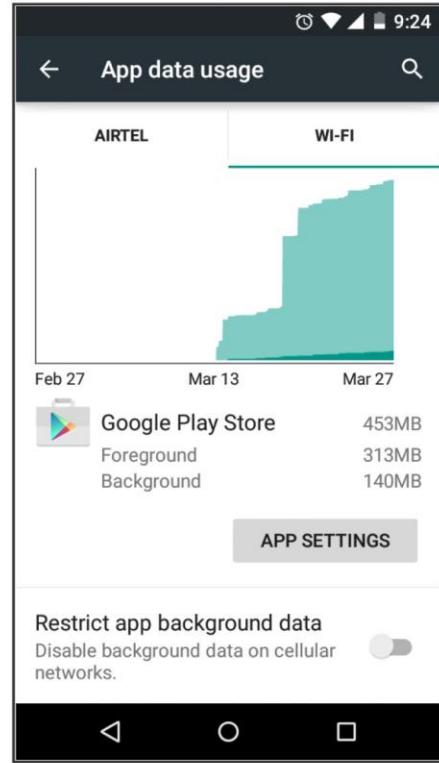 9:24
App data usage
AIRTEL WI-FI
Feb 27 Mar 13 Mar 27
Google Play Store 453MB
Foreground 313MB
Background 140MB
APP SETTINGS
Restrict app background data
Disable background data on cellular
networks.